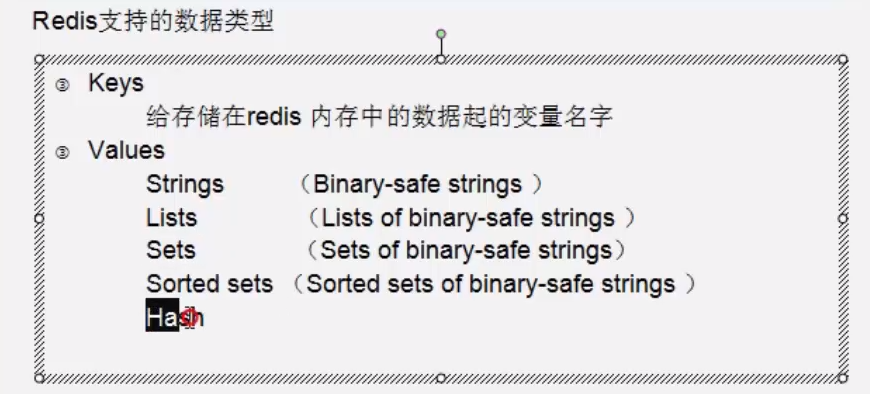 Redis支持的数据类型
③ Keys
给存储在redis 内存中的数据起的变量名字
③ Values
Strings （Binary-safe strings ）
Lists （Lists of binary-safe strings ）
Sets （Sets of binary-safe strings）
Sorted sets （Sorted sets of binary-safe strings ）
Hash